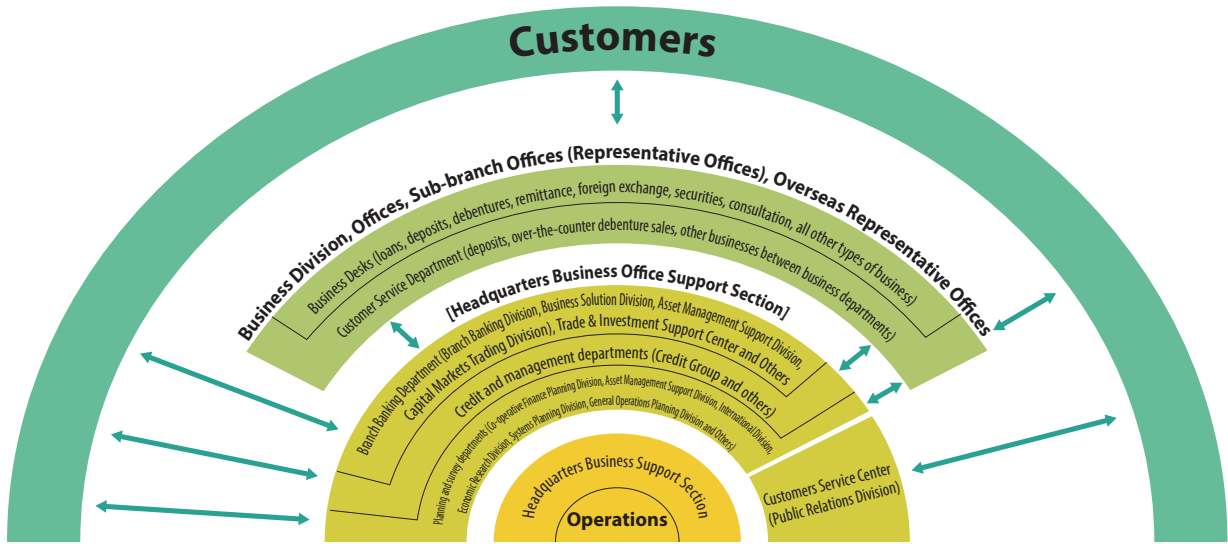 Customers
Business Division, Offices, Sub-branch Offices (Representative Offices), Overseas Representative Offices
Business Desks (loans, deposits, debentures, remittance, foreign exchange, securities, consultation, all other types of business)
Customer Service Department (deposits, over-the-counter debenture sales, other businesses between business departments)
[Headquarters Business Office Support Section]
Branch Banking Department (Branch Banking Division, Business Solution Division, Asset Management Support Division,
Capital Markets Trading Division), Trade & Investment Support Center and Others
Credit and management departments (Credit Group and others)
Planning and survey departments (Co-operative Finance Planning Division, Asset Management Support Division, International Division,
Economic Research Division, Systems Planning Division, General Operations Planning Division and Others)
Customers Service Center
(Public Relations Division)
Headquarters Business Support Section
Operations